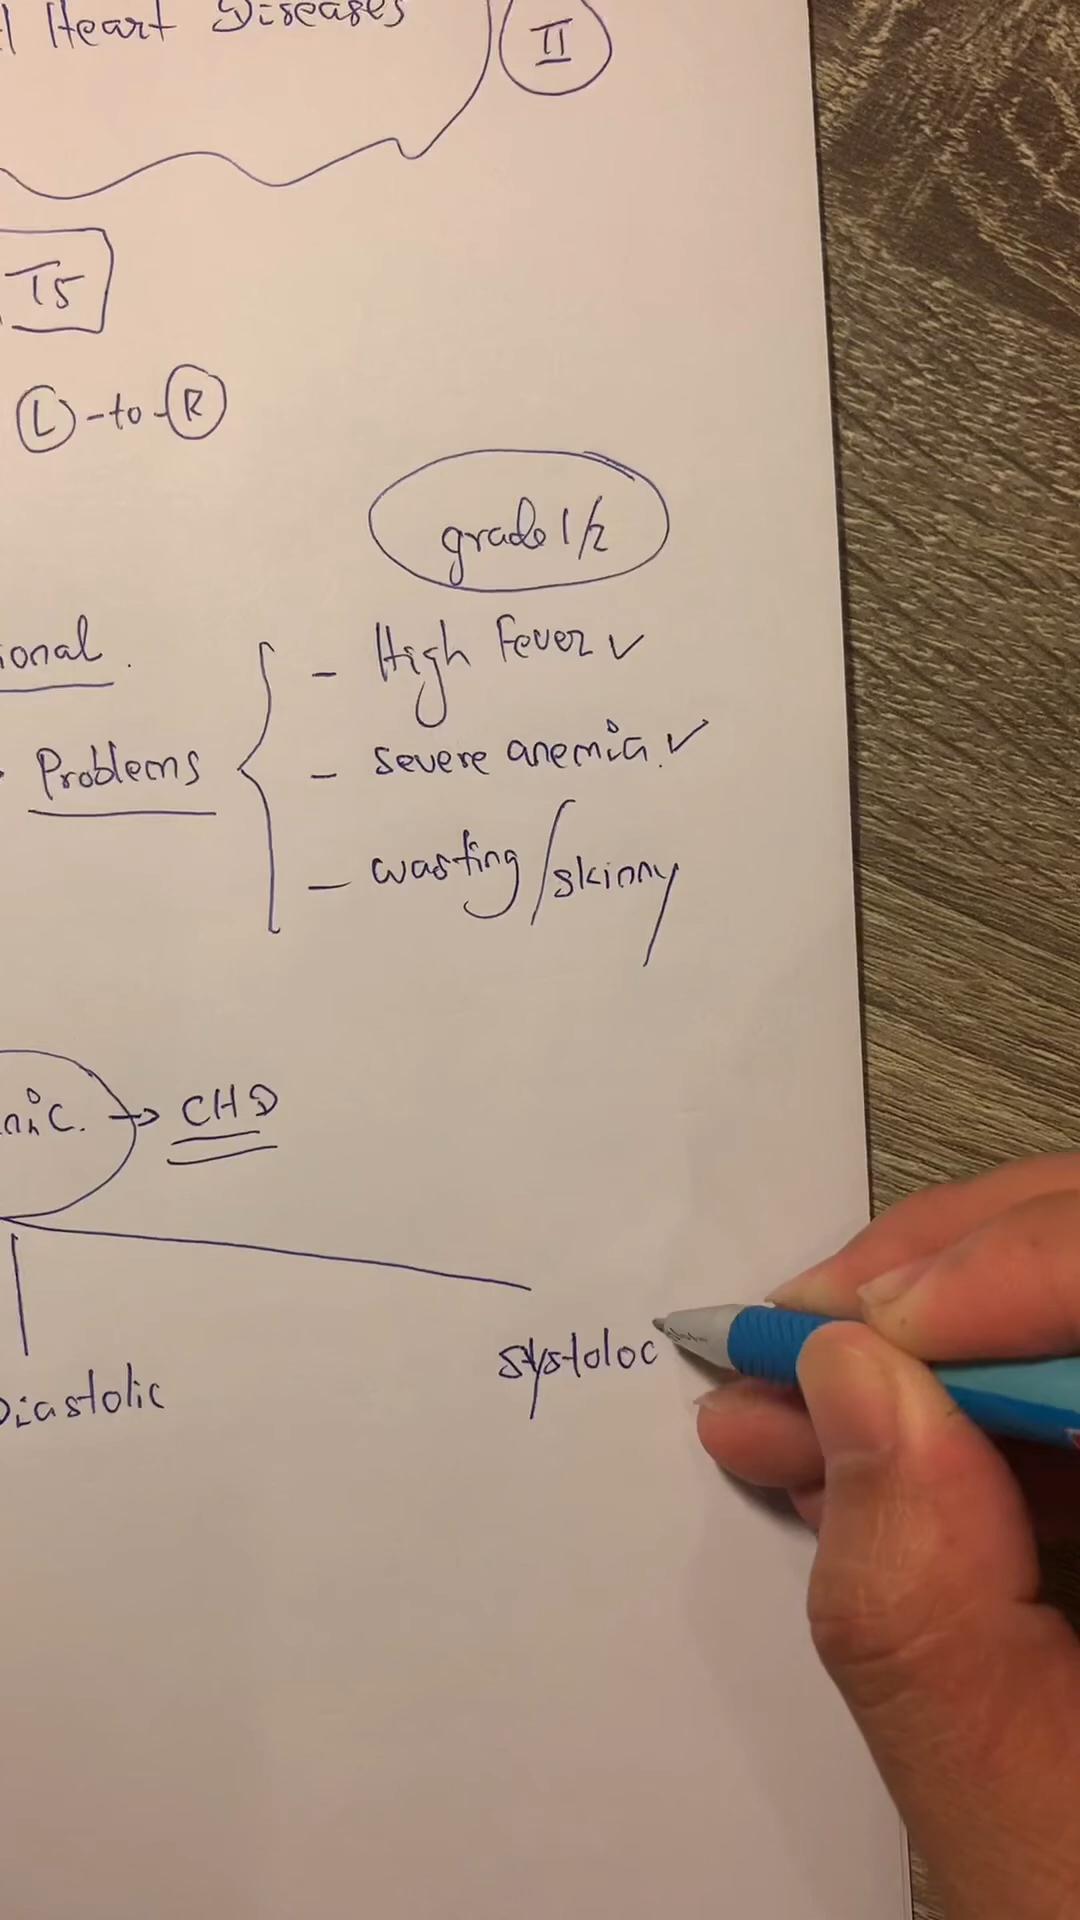 Heart Diseases II
T5
L-to-R
grade 1/2
ional.
- High Fever ✓
Problems
- severe anemia. ✓
- wasting/skinny
nic. → CHD
systoloc
Diastolic